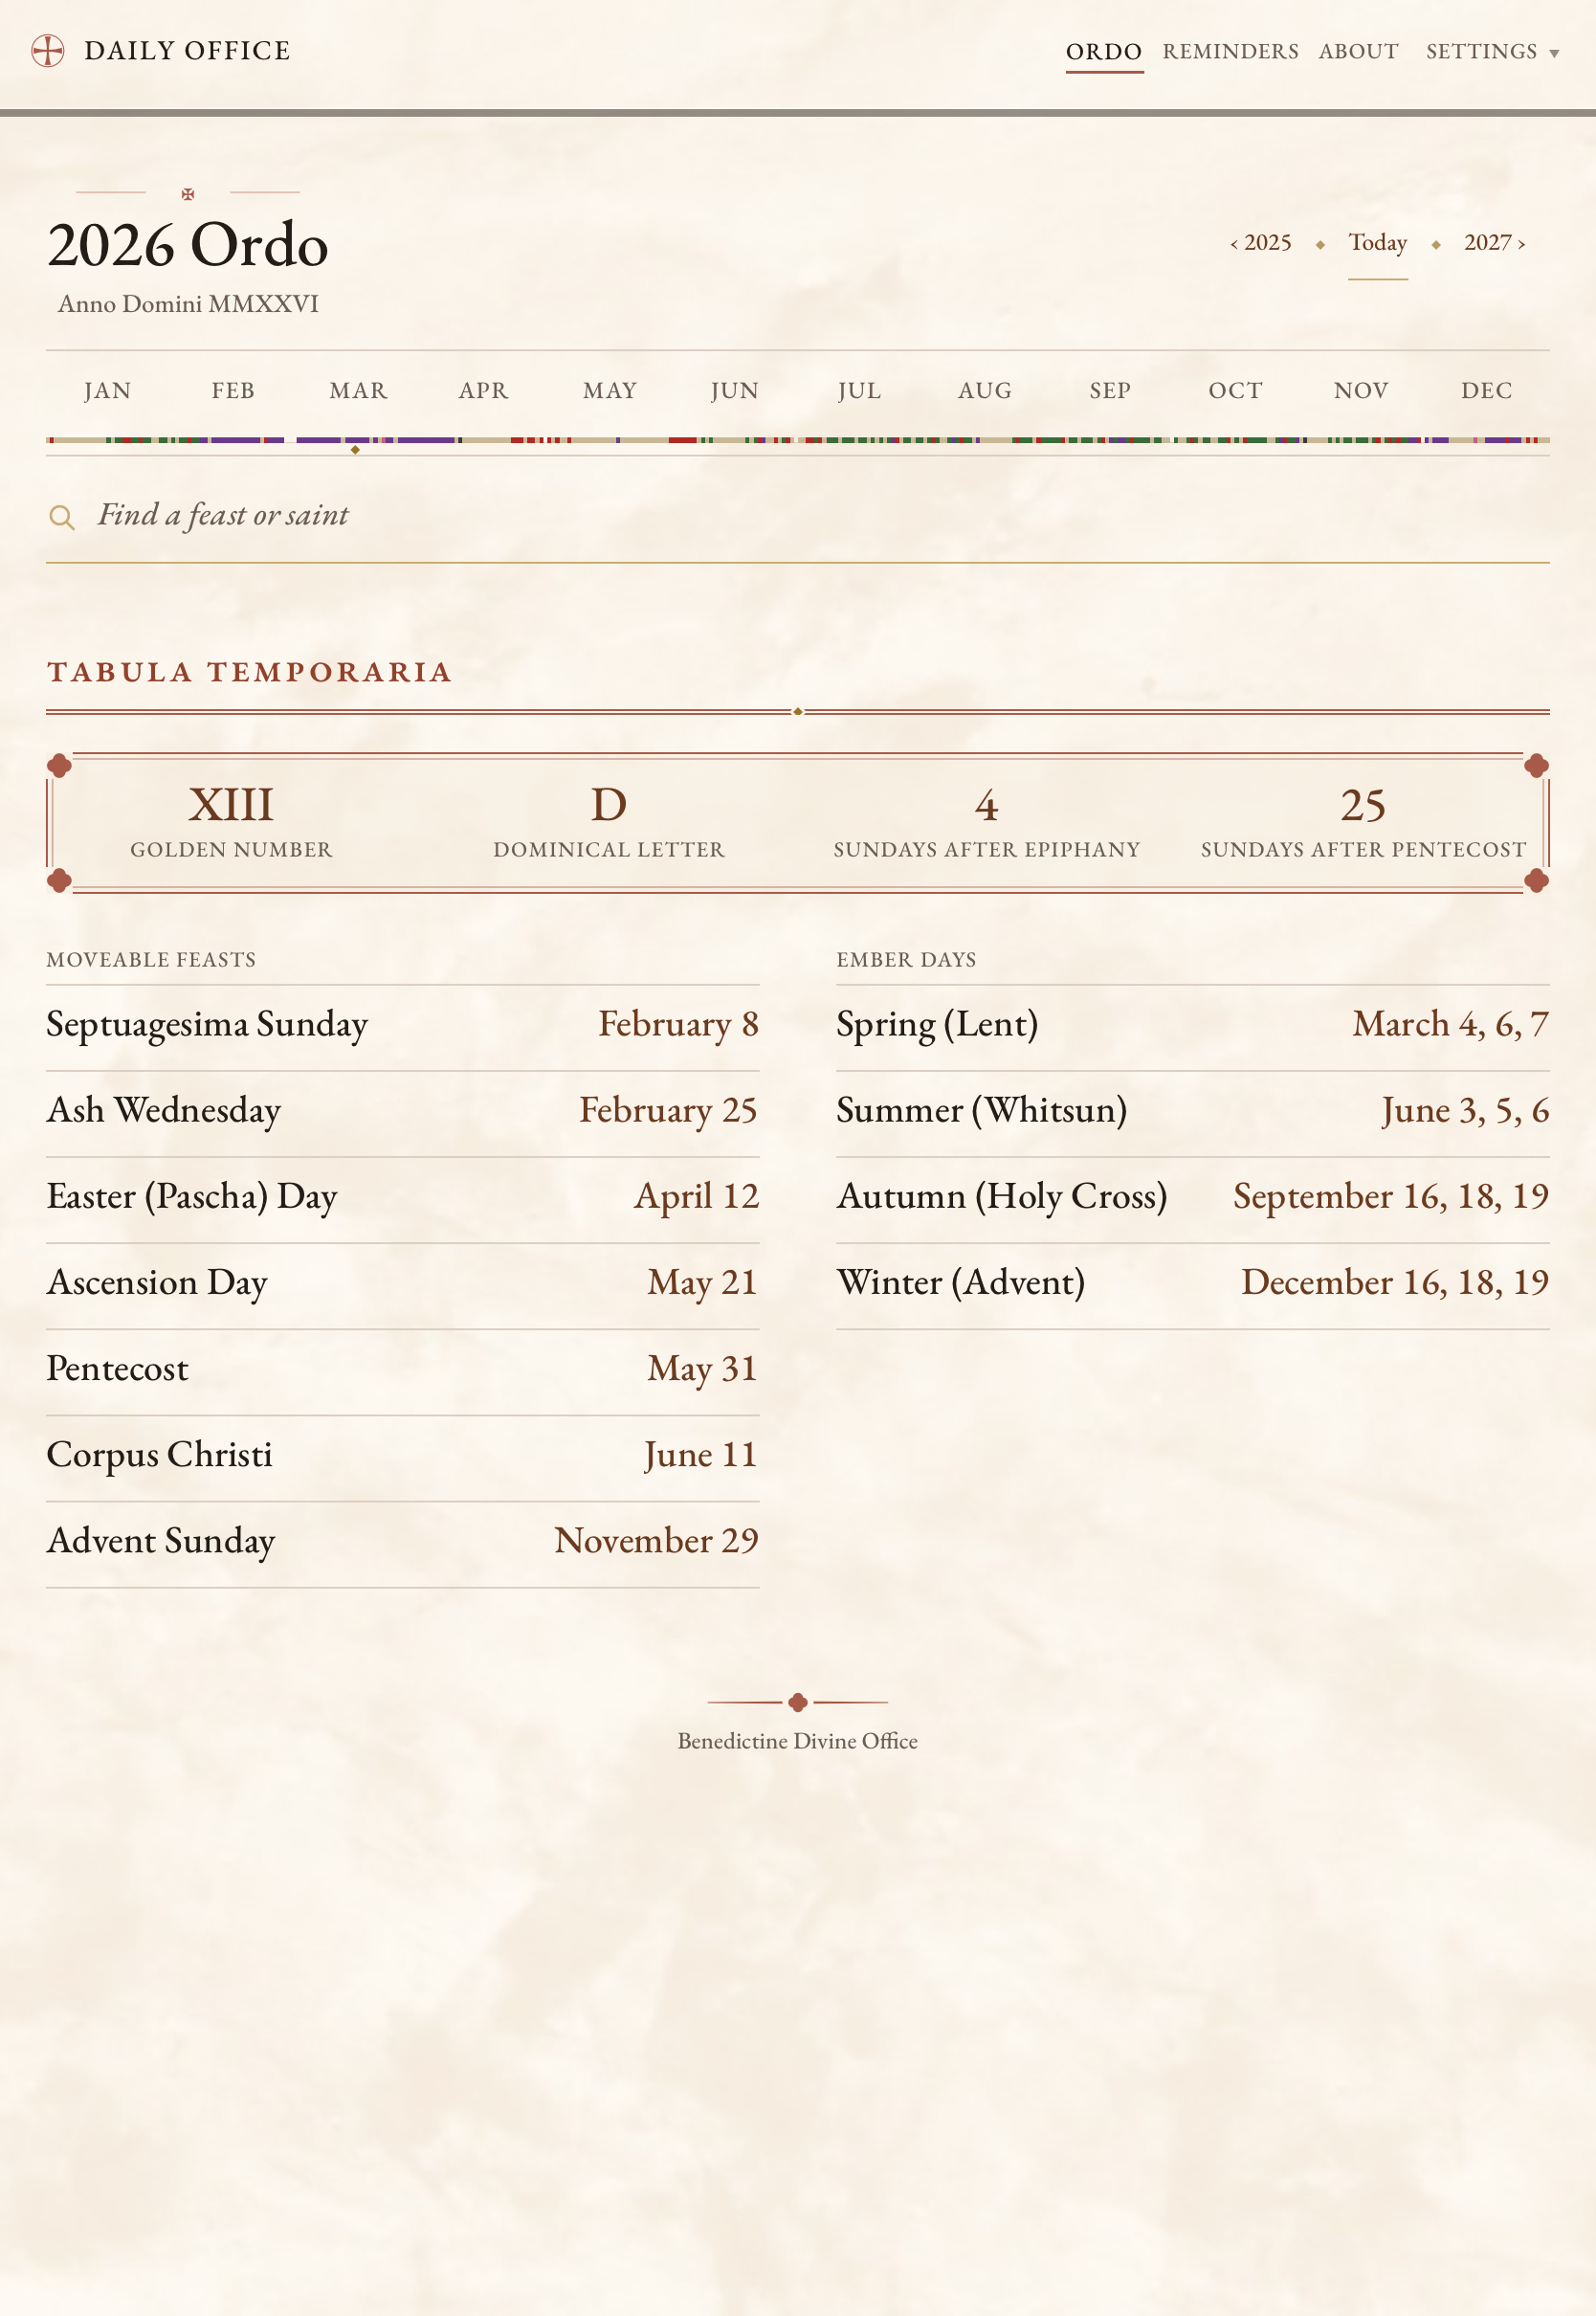 DAILY OFFICE
ORDO REMINDERS ABOUT SETTINGS ▼
2026 Ordo
Anno Domini MMXXVI
‹ 2025 ◆ Today ◆ 2027 ›
JAN FEB MAR APR MAY JUN JUL AUG SEP OCT NOV DEC
Find a feast or saint
TABULA TEMPORARIA
XIII
GOLDEN NUMBER
D
DOMINICAL LETTER
4
SUNDAYS AFTER EPIPHANY
25
SUNDAYS AFTER PENTECOST
MOVEABLE FEASTS
Septuagesima Sunday February 8
Ash Wednesday February 25
Easter (Pascha) Day April 12
Ascension Day May 21
Pentecost May 31
Corpus Christi June 11
Advent Sunday November 29
EMBER DAYS
Spring (Lent) March 4, 6, 7
Summer (Whitsun) June 3, 5, 6
Autumn (Holy Cross) September 16, 18, 19
Winter (Advent) December 16, 18, 19
Benedictine Divine Office